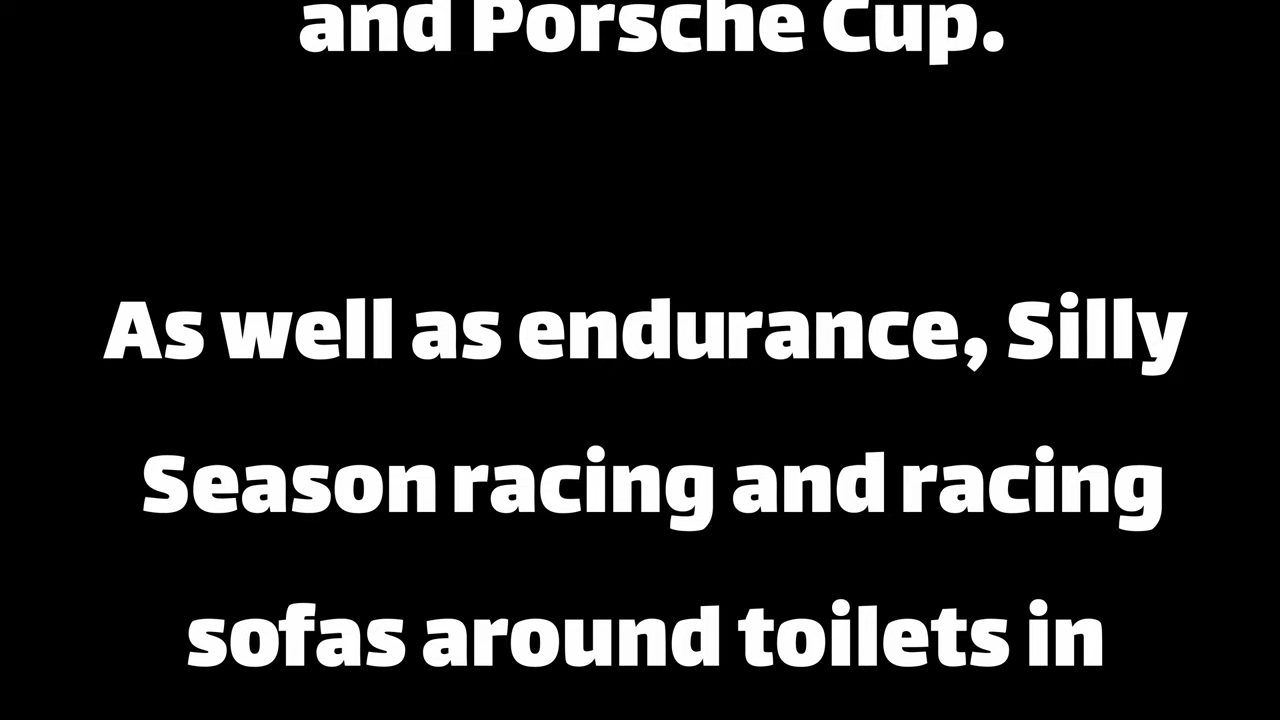 and Porsche Cup.
As well as endurance, Silly
Season racing and racing
sofas around toilets in